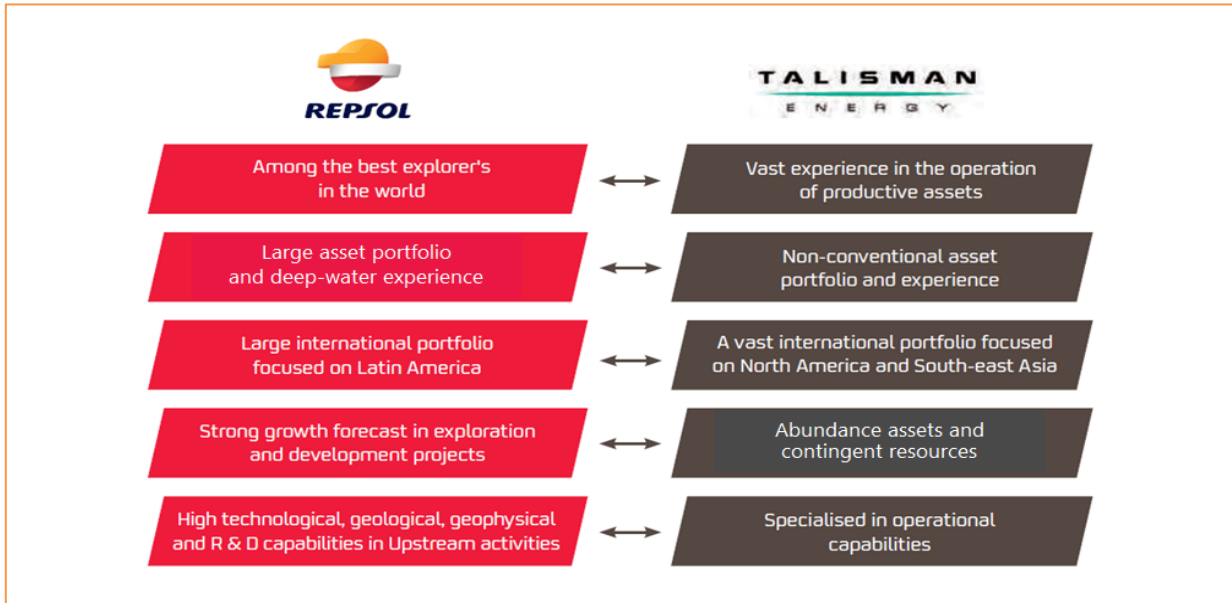 REPSOL
TALISMAN
ENERGY
Among the best explorer's
in the world
Vast experience in the operation
of productive assets
Large asset portfolio
and deep-water experience
Non-conventional asset
portfolio and experience
Large international portfolio
focused on Latin America
A vast international portfolio focused
on North America and South-east Asia
Strong growth forecast in exploration
and development projects
Abundance assets and
contingent resources
High technological, geological, geophysical
and R & D capabilities in Upstream activities
Specialised in operational
capabilities